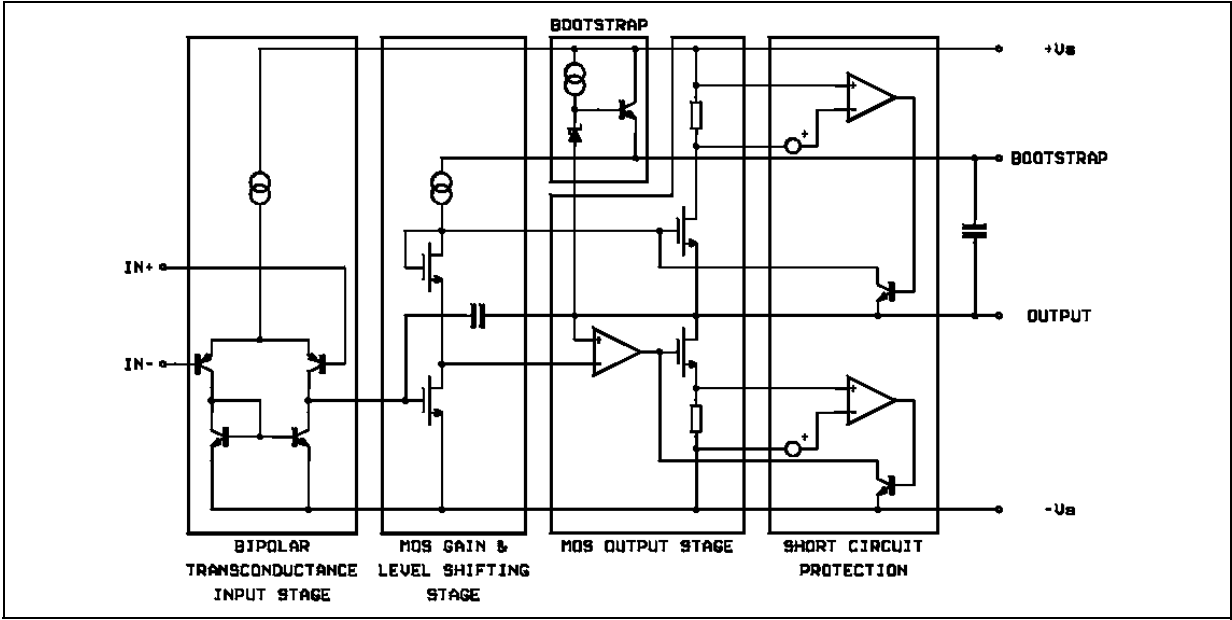 BOOTSTRAP
+Vs
+
+
-
BOOTSTRAP
IN+
OUTPUT
IN-
+
-
+
-
+
-Vs
BIPOLAR
TRANSCONDUCTANCE
INPUT STAGE
MOS GAIN &
LEVEL SHIFTING
STAGE
MOS OUTPUT STAGE
SHORT CIRCUIT
PROTECTION